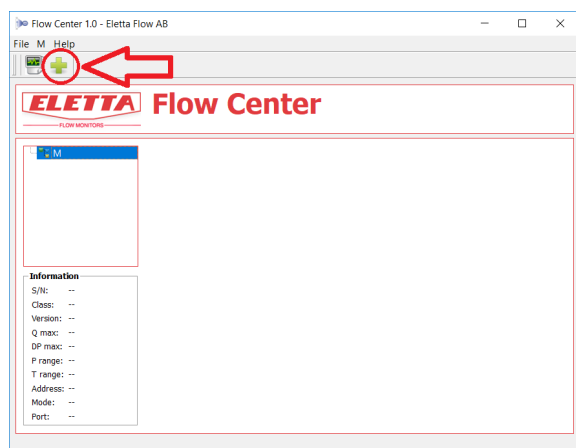 Flow Center 1.0 - Eletta Flow AB
File M Help
ELETTA Flow Center
FLOW MONITORS
M
Information
S/N: --
Class: --
Version: --
Q max: --
DP max: --
P range: --
T range: --
Address: --
Mode: --
Port: --